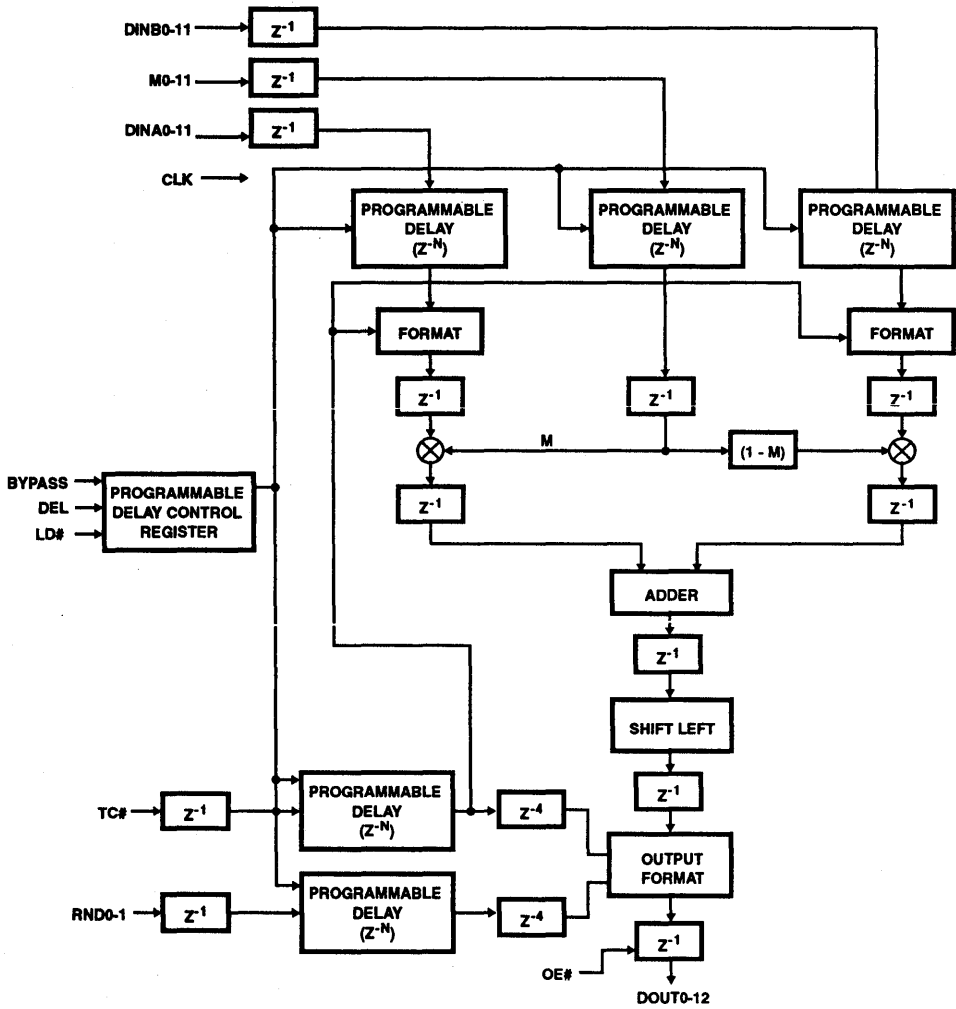 DINB0-11
Z-1
M0-11
Z-1
DINA0-11
Z-1
CLK
PROGRAMMABLE
DELAY
(Z-N)
PROGRAMMABLE
DELAY
(Z-N)
PROGRAMMABLE
DELAY
(Z-N)
FORMAT
FORMAT
Z-1
Z-1
Z-1
M
(1 - M)
BYPASS
DEL
LD#
PROGRAMMABLE
DELAY CONTROL
REGISTER
Z-1
Z-1
ADDER
Z-1
SHIFT LEFT
Z-1
TC#
Z-1
PROGRAMMABLE
DELAY
(Z-N)
Z-4
OUTPUT
FORMAT
RND0-1
Z-1
PROGRAMMABLE
DELAY
(Z-N)
Z-4
OE#
Z-1
DOUT0-12